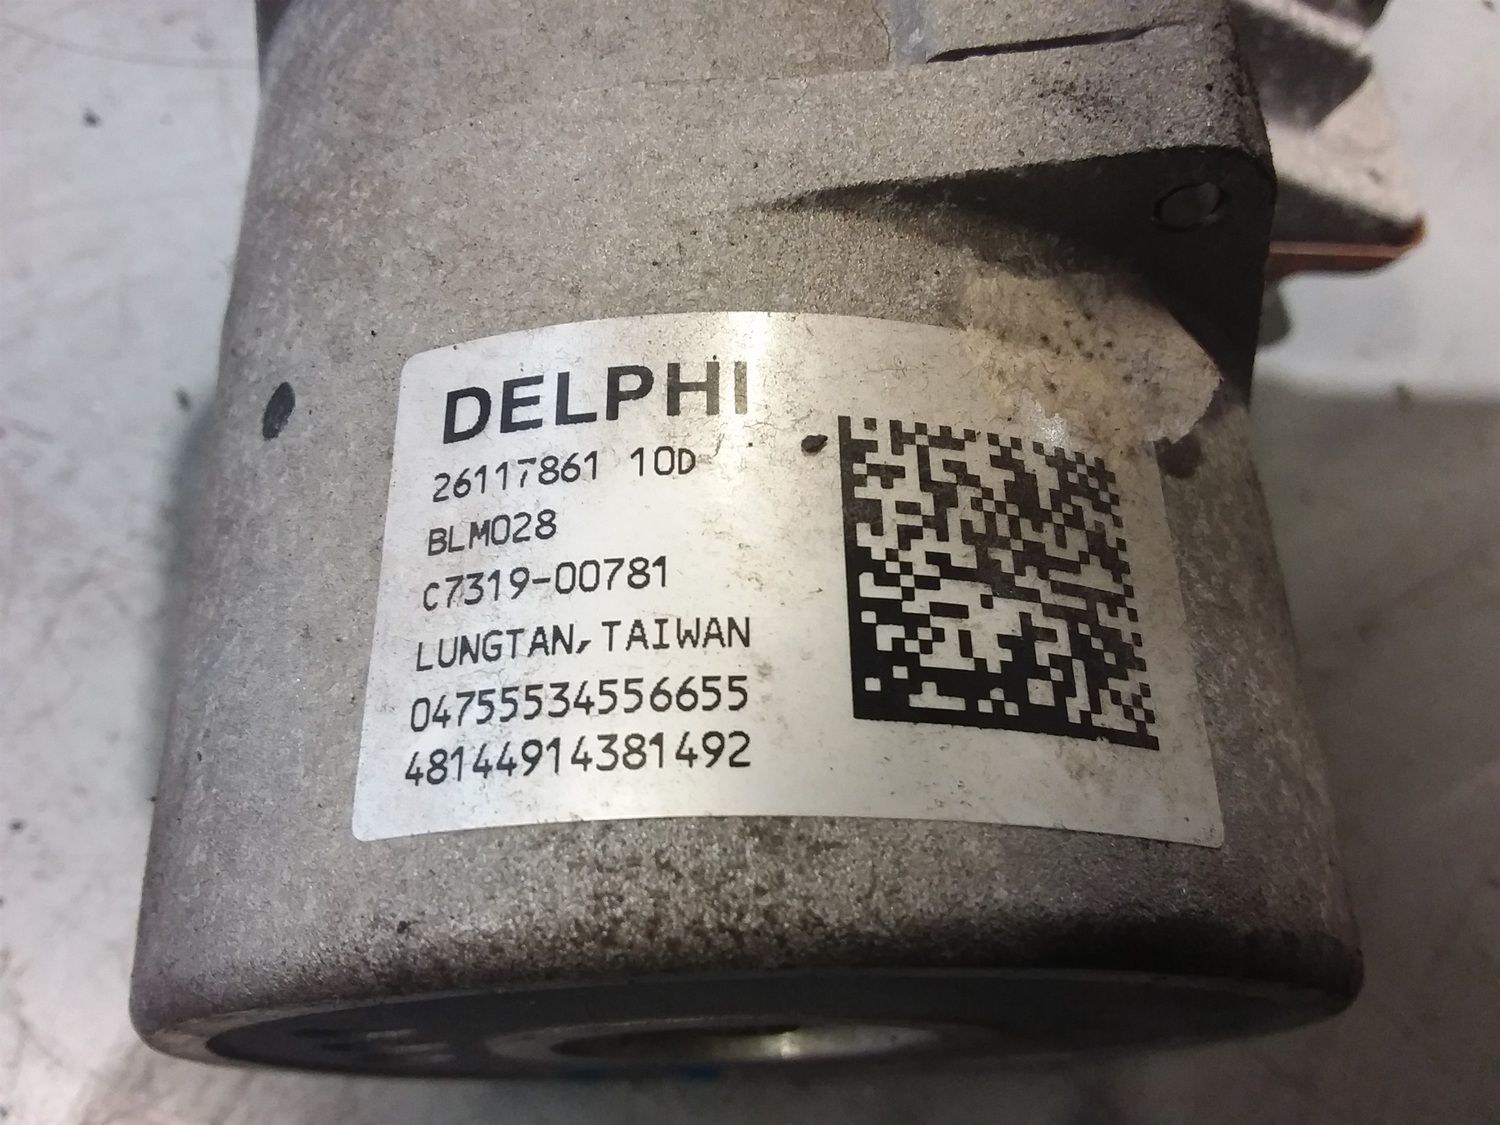 DELPHI
26117861 10D
BLM028
C7319-00781
LUNGTAN, TAIWAN
04755534556655
48144914381492